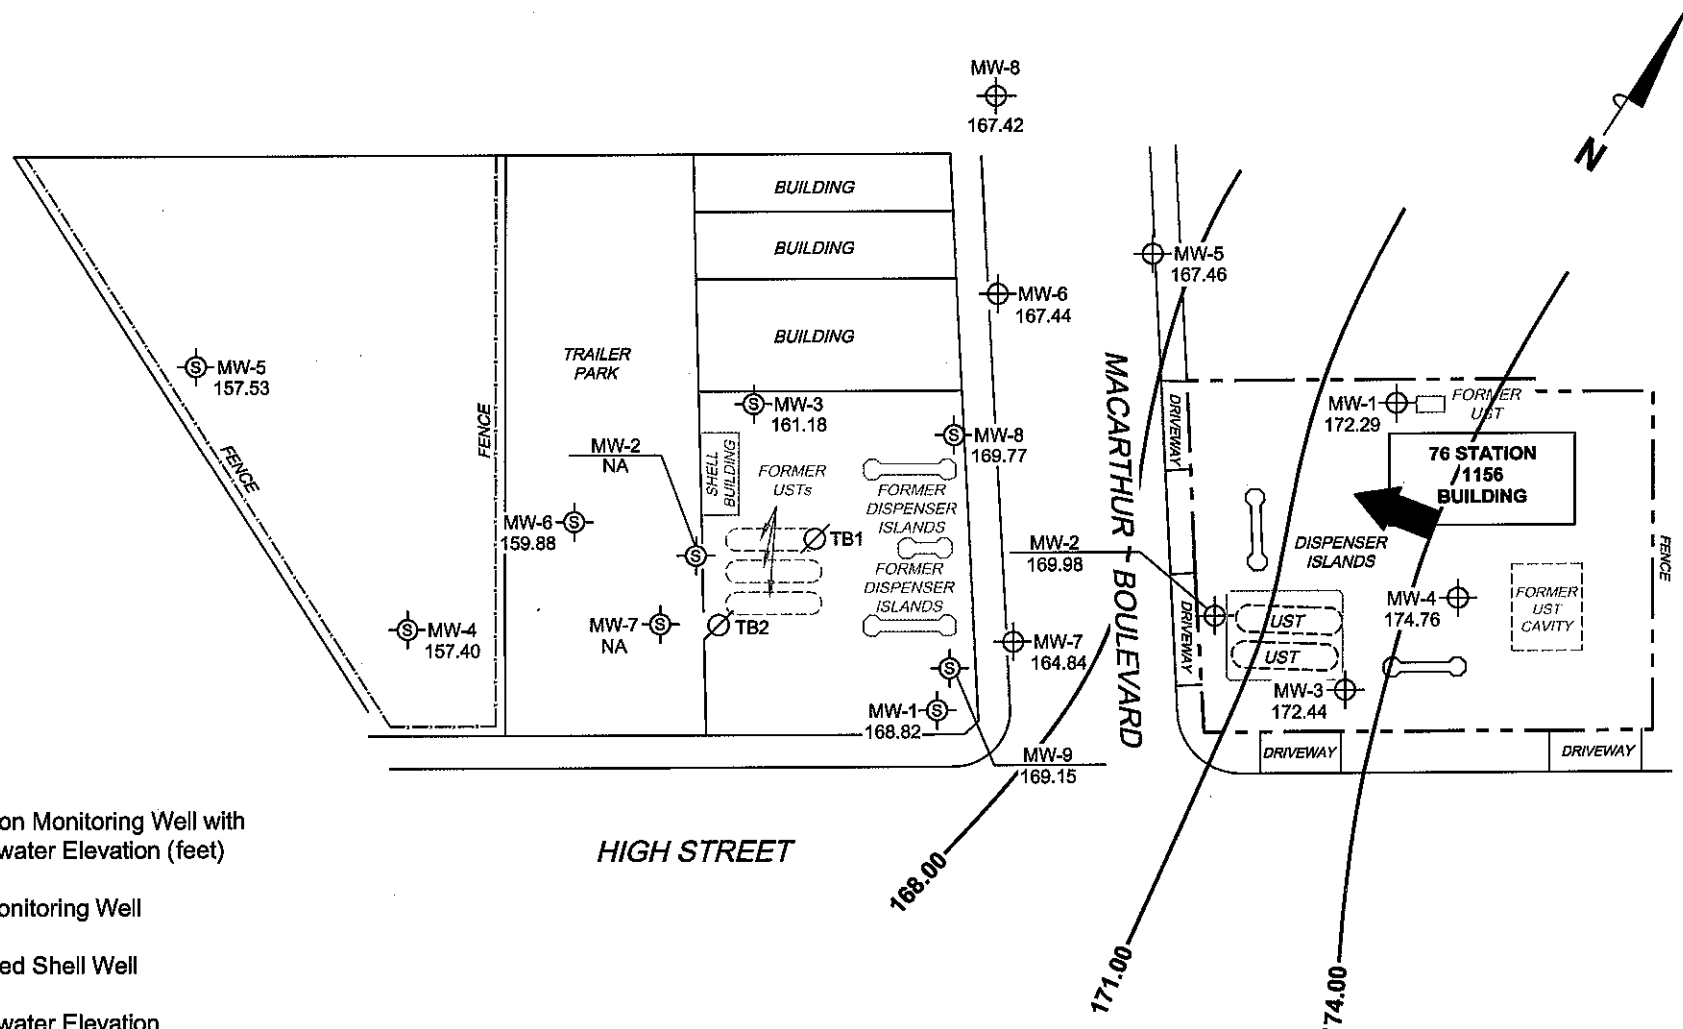 MW-8
167.42
N
BUILDING
BUILDING
BUILDING
MW-5
167.46
MW-6
167.44
MW-5
157.53
TRAILER
PARK
FENCE
FENCE
MW-3
161.18
MW-8
169.77
MW-2
NA
SHELL
BUILDING
FORMER
USTs
FORMER
DISPENSER
ISLANDS
FORMER
DISPENSER
ISLANDS
MW-6
159.88
TB1
TB2
MW-4
157.40
MW-7
NA
MW-1
168.82
MW-9
169.15
MW-7
164.84
MW-2
169.98
MACARTHUR BOULEVARD
DRIVEWAY
DRIVEWAY
MW-1
172.29
FORMER
UST
76 STATION
1156
BUILDING
DISPENSER
ISLANDS
FENCE
FORMER
UST
CAVITY
MW-4
174.76
UST
UST
MW-3
172.44
DRIVEWAY
DRIVEWAY
HIGH STREET
168.00
171.00
74.00
on Monitoring Well with
water Elevation (feet)
onitoring Well
ed Shell Well
water Elevation